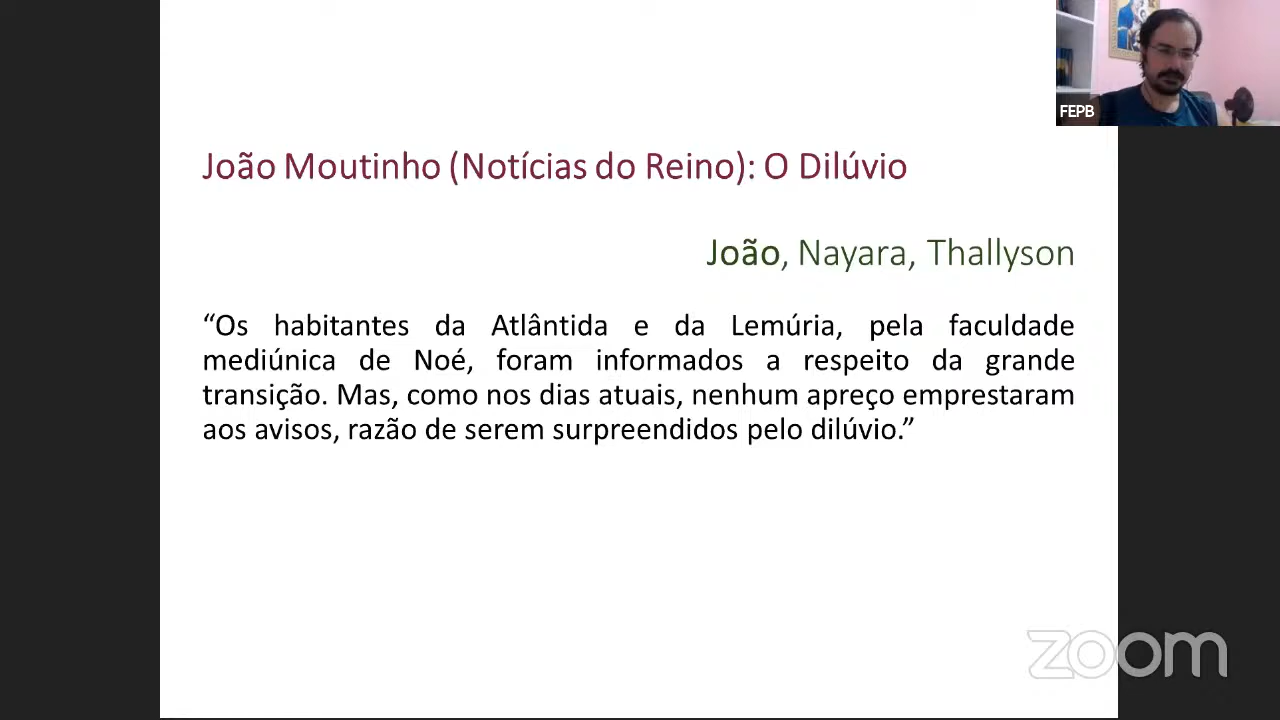 FEPB
João Moutinho (Notícias do Reino): O Dilúvio
João, Nayara, Thallyson
“Os habitantes da Atlântida e da Lemúria, pela faculdade
mediúnica de Noé, foram informados a respeito da grande
transição. Mas, como nos dias atuais, nenhum apreço emprestaram
aos avisos, razão de serem surpreendidos pelo dilúvio.”
zoom